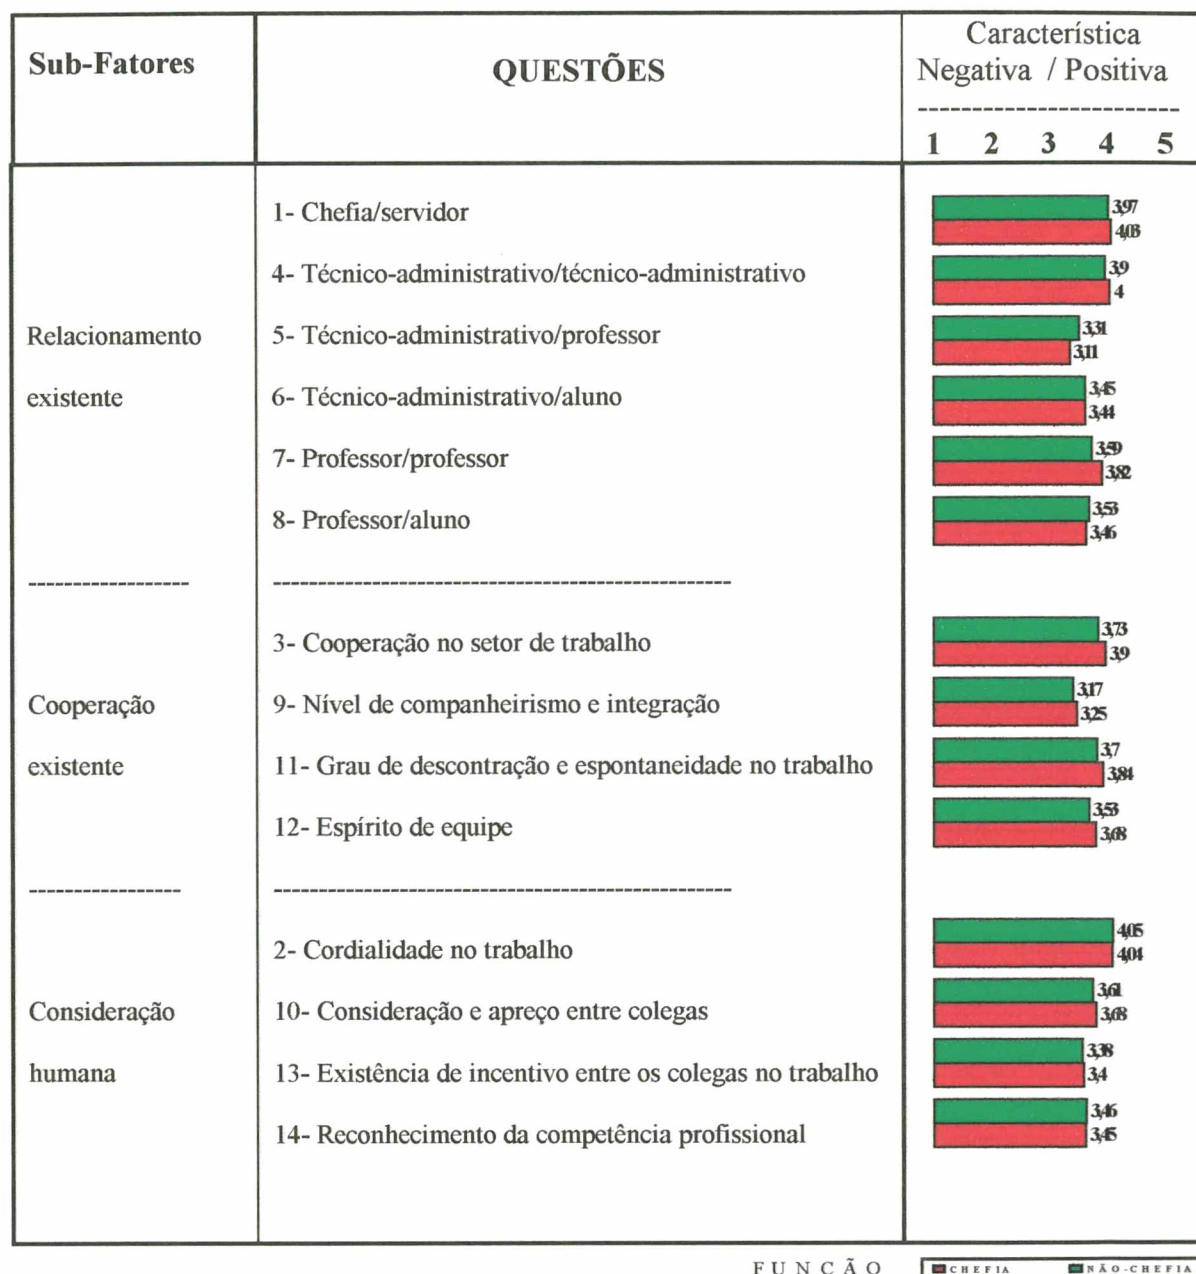 Sub-Fatores
QUESTÕES
Característica
Negativa / Positiva
-----------------------------
1 2 3 4 5
1- Chefia/servidor
3,97
4,03
4- Técnico-administrativo/técnico-administrativo
3,9
4
Relacionamento
5- Técnico-administrativo/professor
3,31
3,11
existente
6- Técnico-administrativo/aluno
3,45
3,44
7- Professor/professor
3,59
3,82
8- Professor/aluno
3,53
3,46
------------------
---------------------------------------------------
3- Cooperação no setor de trabalho
3,73
3,9
Cooperação
9- Nível de companheirismo e integração
3,17
3,25
existente
11- Grau de descontração e espontaneidade no trabalho
3,7
3,84
12- Espírito de equipe
3,53
3,68
-----------------
---------------------------------------------------
2- Cordialidade no trabalho
4,05
4,04
Consideração
10- Consideração e apreço entre colegas
3,61
3,68
humana
13- Existência de incentivo entre os colegas no trabalho
3,38
3,4
14- Reconhecimento da competência profissional
3,46
3,45
FUNÇÃO CHEFIA NÃO-CHEFIA